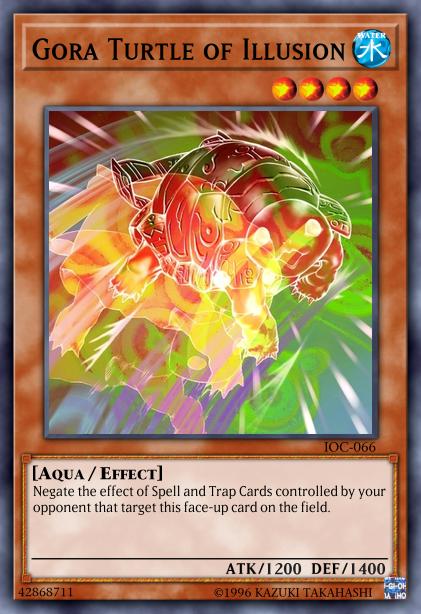 Gora Turtle of Illusion
WATER
水
IOC-066
[Aqua / Effect]
Negate the effect of Spell and Trap Cards controlled by your
opponent that target this face-up card on the field.
ATK/1200 DEF/1400
42868711
©1996 KAZUKI TAKAHASHI